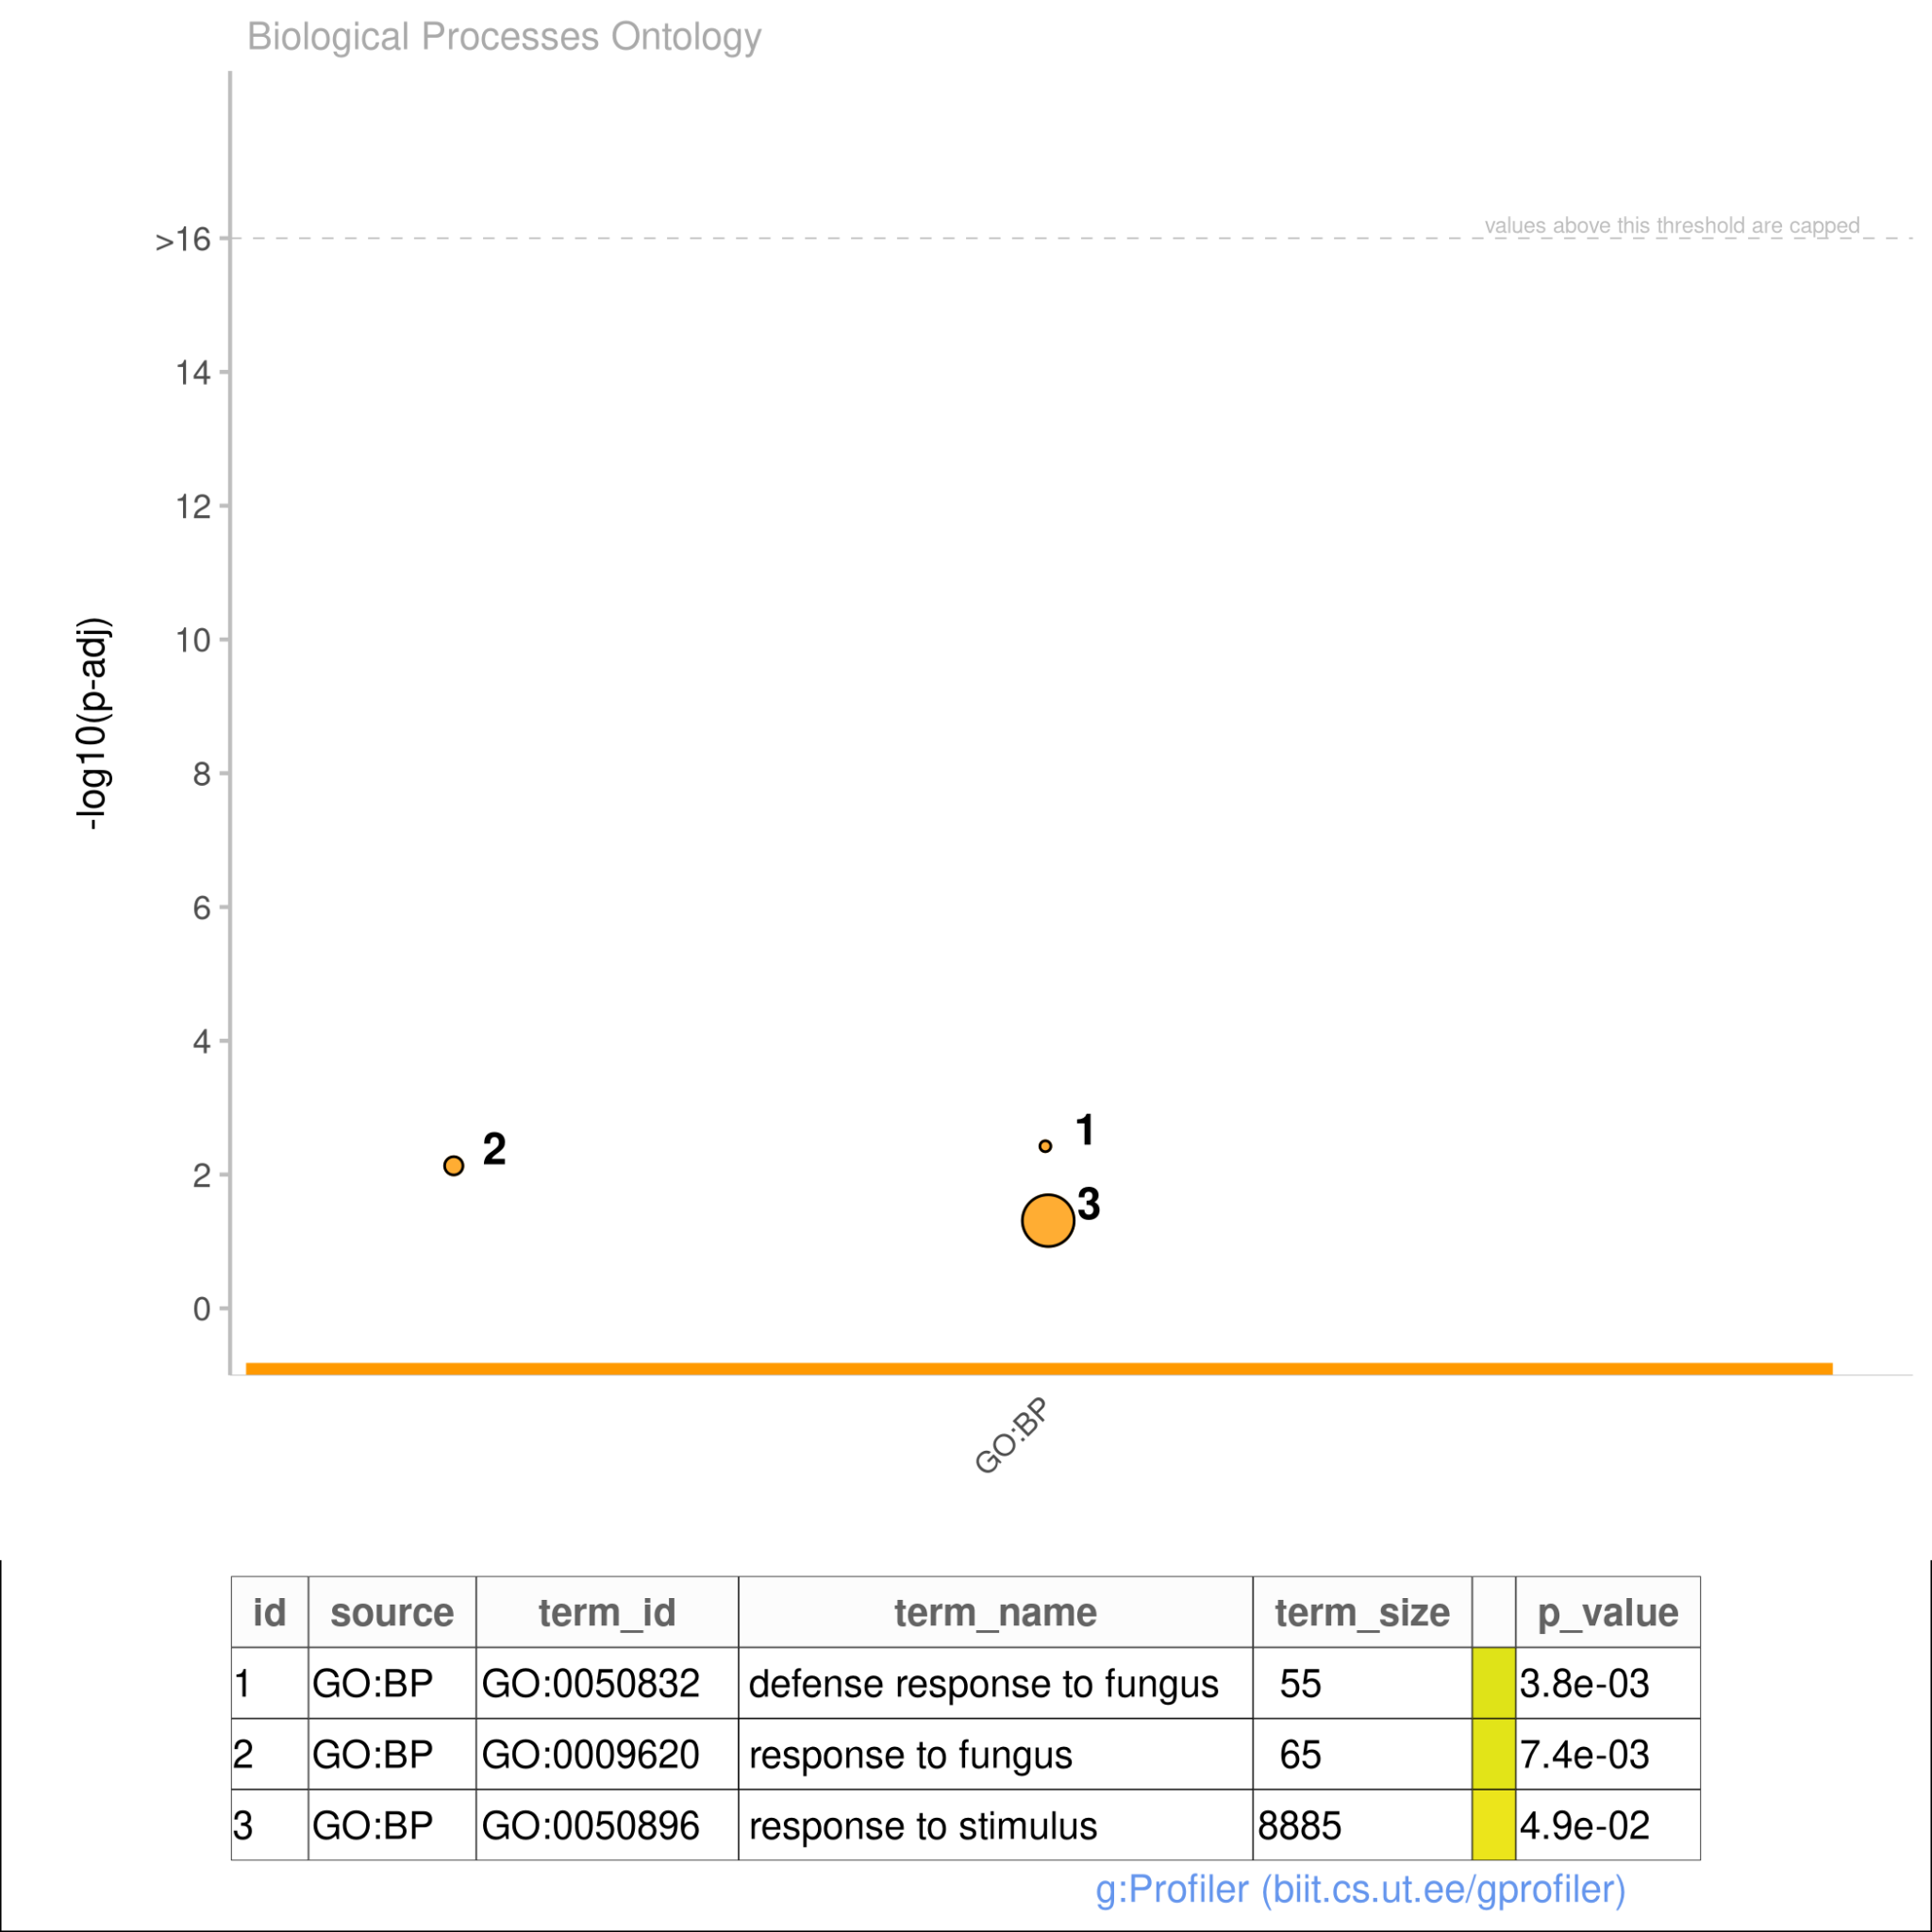 Biological Processes Ontology
values above this threshold are capped
>16
14
12
10
8
6
4
2
0
-log10(p-adj)
1
2
3
GO:BP
id source term_id term_name term_size p_value
1 GO:BP GO:0050832 defense response to fungus 55 3.8e-03
2 GO:BP GO:0009620 response to fungus 65 7.4e-03
3 GO:BP GO:0050896 response to stimulus 8885 4.9e-02
g:Profiler (biit.cs.ut.ee/gprofiler)